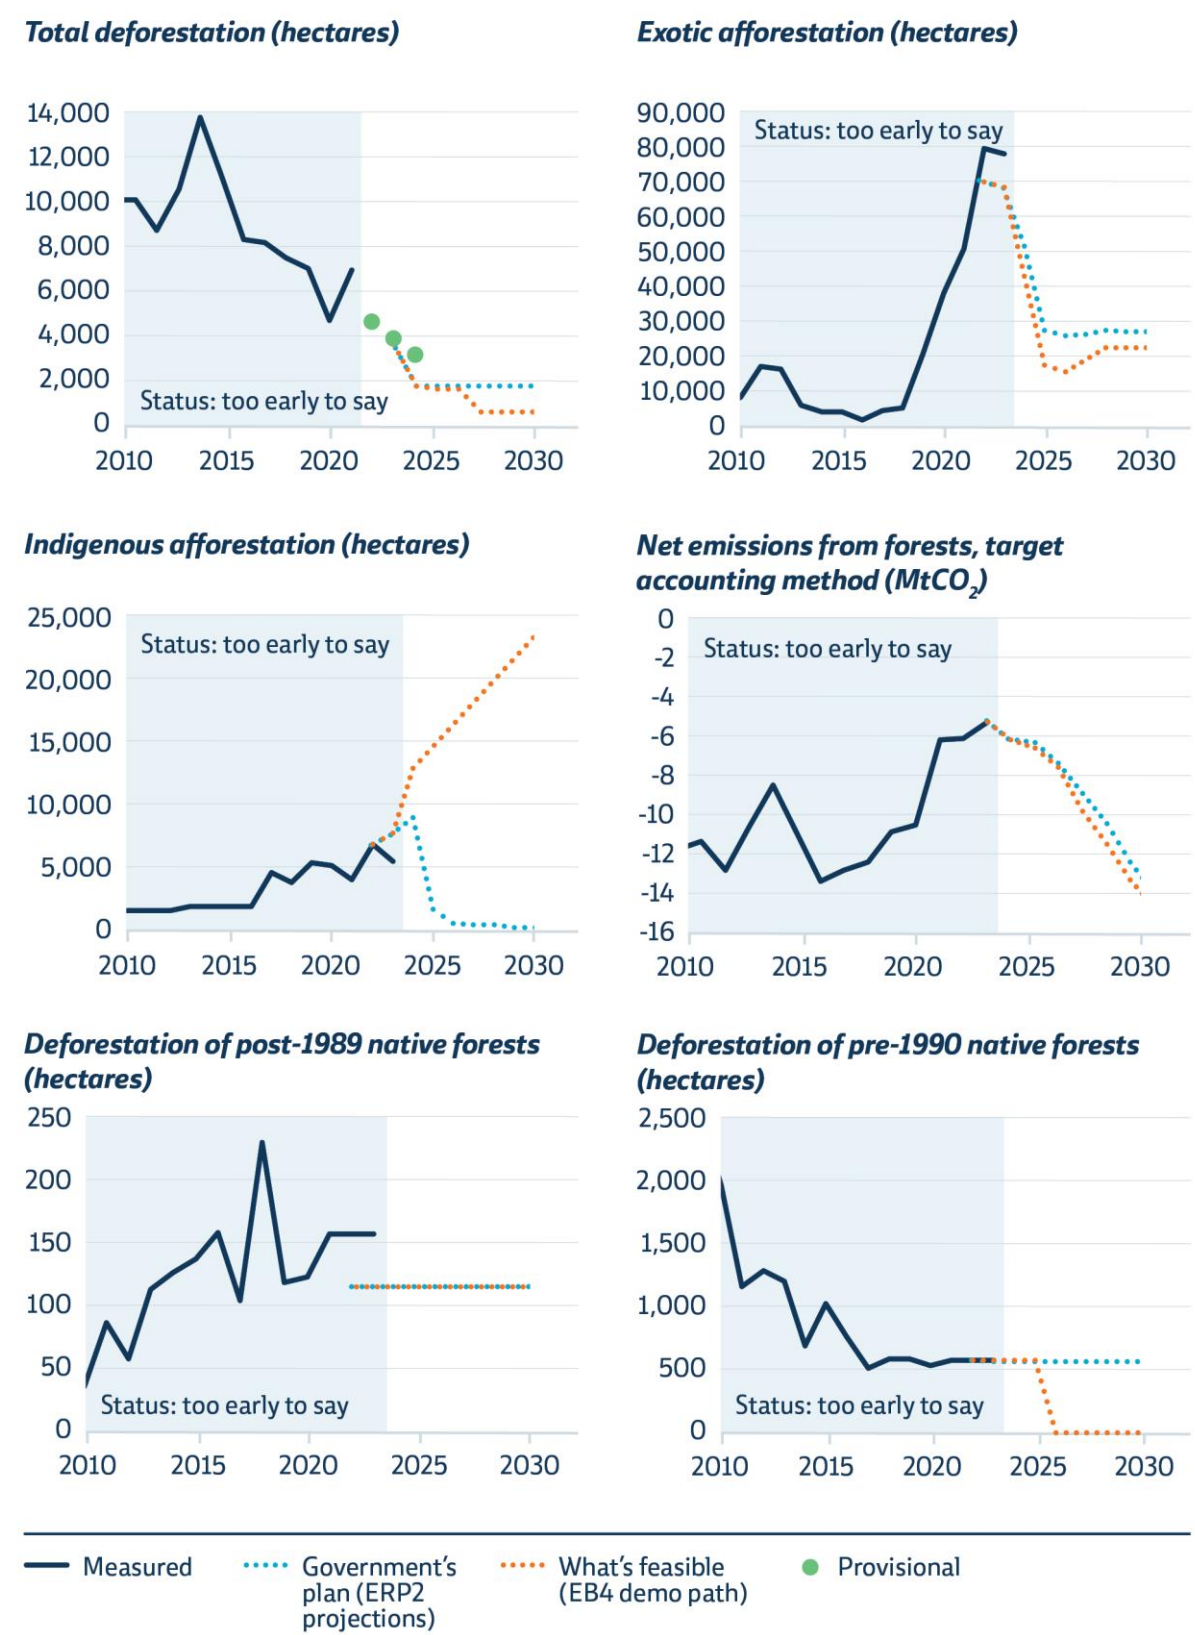 Total deforestation (hectares)
14,000
12,000
10,000
8,000
6,000
4,000
2,000
0
Status: too early to say
2010 2015 2020 2025 2030
Exotic afforestation (hectares)
90,000
80,000
70,000
60,000
50,000
40,000
30,000
20,000
10,000
0
Status: too early to say
2010 2015 2020 2025 2030
Indigenous afforestation (hectares)
25,000
20,000
15,000
10,000
5,000
0
Status: too early to say
2010 2015 2020 2025 2030
Net emissions from forests, target
accounting method (MtCO₂)
0
-2
-4
-6
-8
-10
-12
-14
-16
Status: too early to say
2010 2015 2020 2025 2030
Deforestation of post-1989 native forests
(hectares)
250
200
150
100
50
0
Status: too early to say
2010 2015 2020 2025 2030
Deforestation of pre-1990 native forests
(hectares)
2,500
2,000
1,500
1,000
500
0
Status: too early to say
2010 2015 2020 2025 2030
Measured
Government's
plan (ERP2
projections)
What's feasible
(EB4 demo path)
Provisional